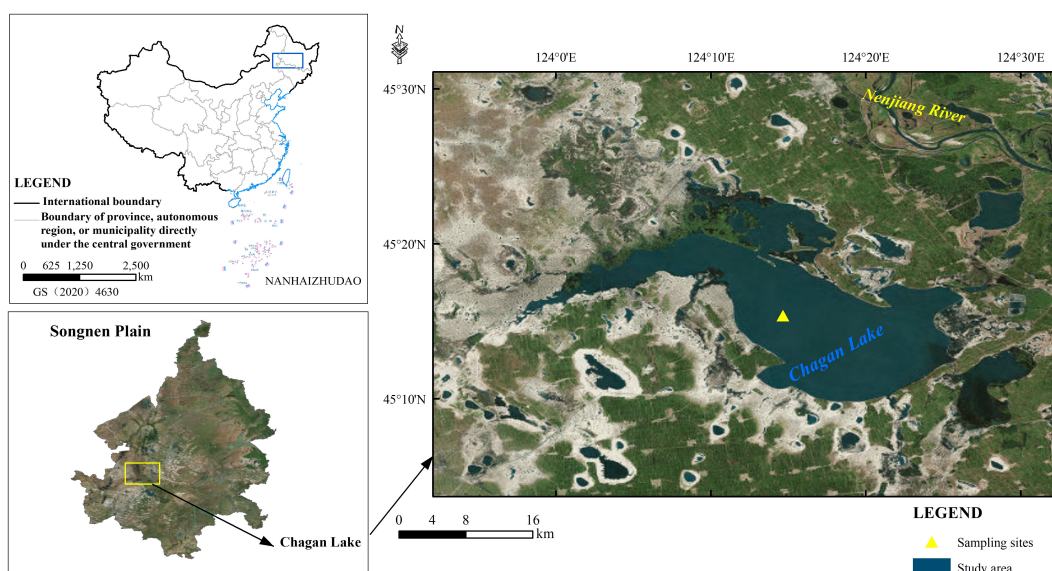 LEGEND
International boundary
Boundary of province, autonomous
region, or municipality directly
under the central government
0 625 1,250 2,500
km
GS（2020）4630
NANHAIZHUDAO
Songnen Plain
Chagan Lake
N
124°0'E 124°10'E 124°20'E 124°30'E
45°30'N
45°20'N
45°10'N
Nenjiang River
Chagan Lake
0 4 8 16
km
LEGEND
Sampling sites
Study area